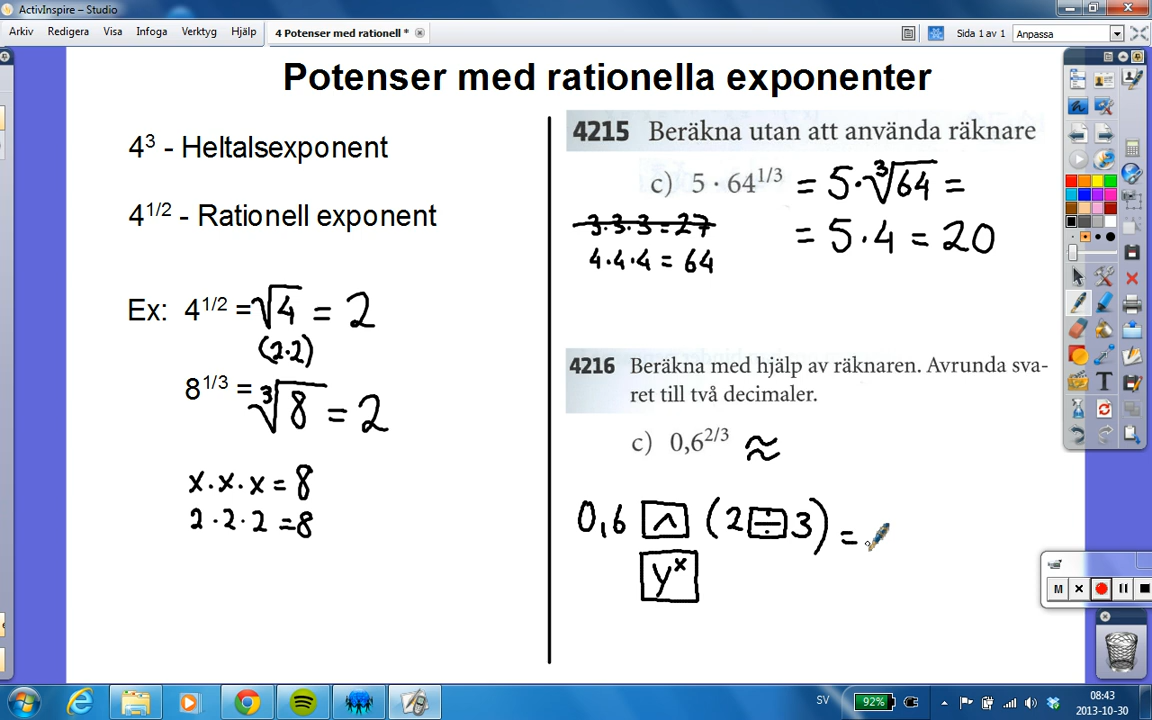 ActivInspire – Studio
Arkiv Redigera Visa Infoga Verktyg Hjälp 4 Potenser med rationell * Sida 1 av 1 Anpassa
Potenser med rationella exponenter
4³ - Heltalsexponent
4^1/2 - Rationell exponent
Ex: 4^1/2 = √4 = 2
(2·2)
8^1/3 = ³√8 = 2
x·x·x = 8
2·2·2 = 8
4215 Beräkna utan att använda räknare
c) 5 · 64^1/3 = 5·³√64 =
3·3·3 = 27
= 5·4 = 20
4·4·4 = 64
4216 Beräkna med hjälp av räknaren. Avrunda sva-
ret till två decimaler.
c) 0,6^2/3 ≈
0,6 ^ (2 ÷ 3) =
y^x
M
T
SV 92% 08:43
2013-10-30